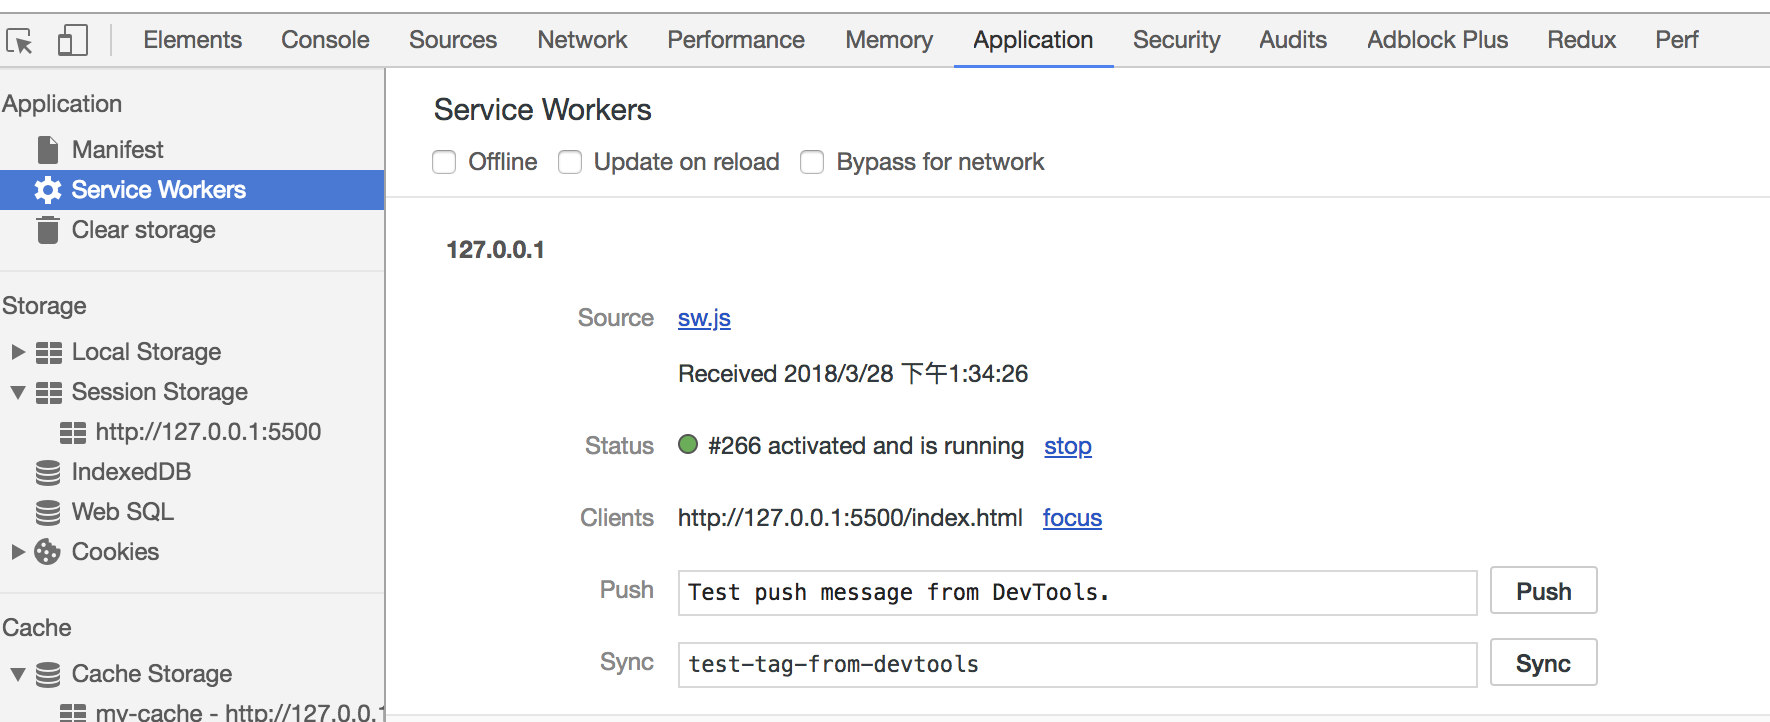 Elements Console Sources Network Performance Memory Application Security Audits Adblock Plus Redux Perf
Application
Manifest
Service Workers
Clear storage
Storage
Local Storage
Session Storage
http://127.0.0.1:5500
IndexedDB
Web SQL
Cookies
Cache
Cache Storage
my-cache - http://127.0.0.1
Service Workers
Offline Update on reload Bypass for network
127.0.0.1
Source sw.js
Received 2018/3/28 下午1:34:26
Status #266 activated and is running stop
Clients http://127.0.0.1:5500/index.html focus
Push Test push message from DevTools. Push
Sync test-tag-from-devtools Sync